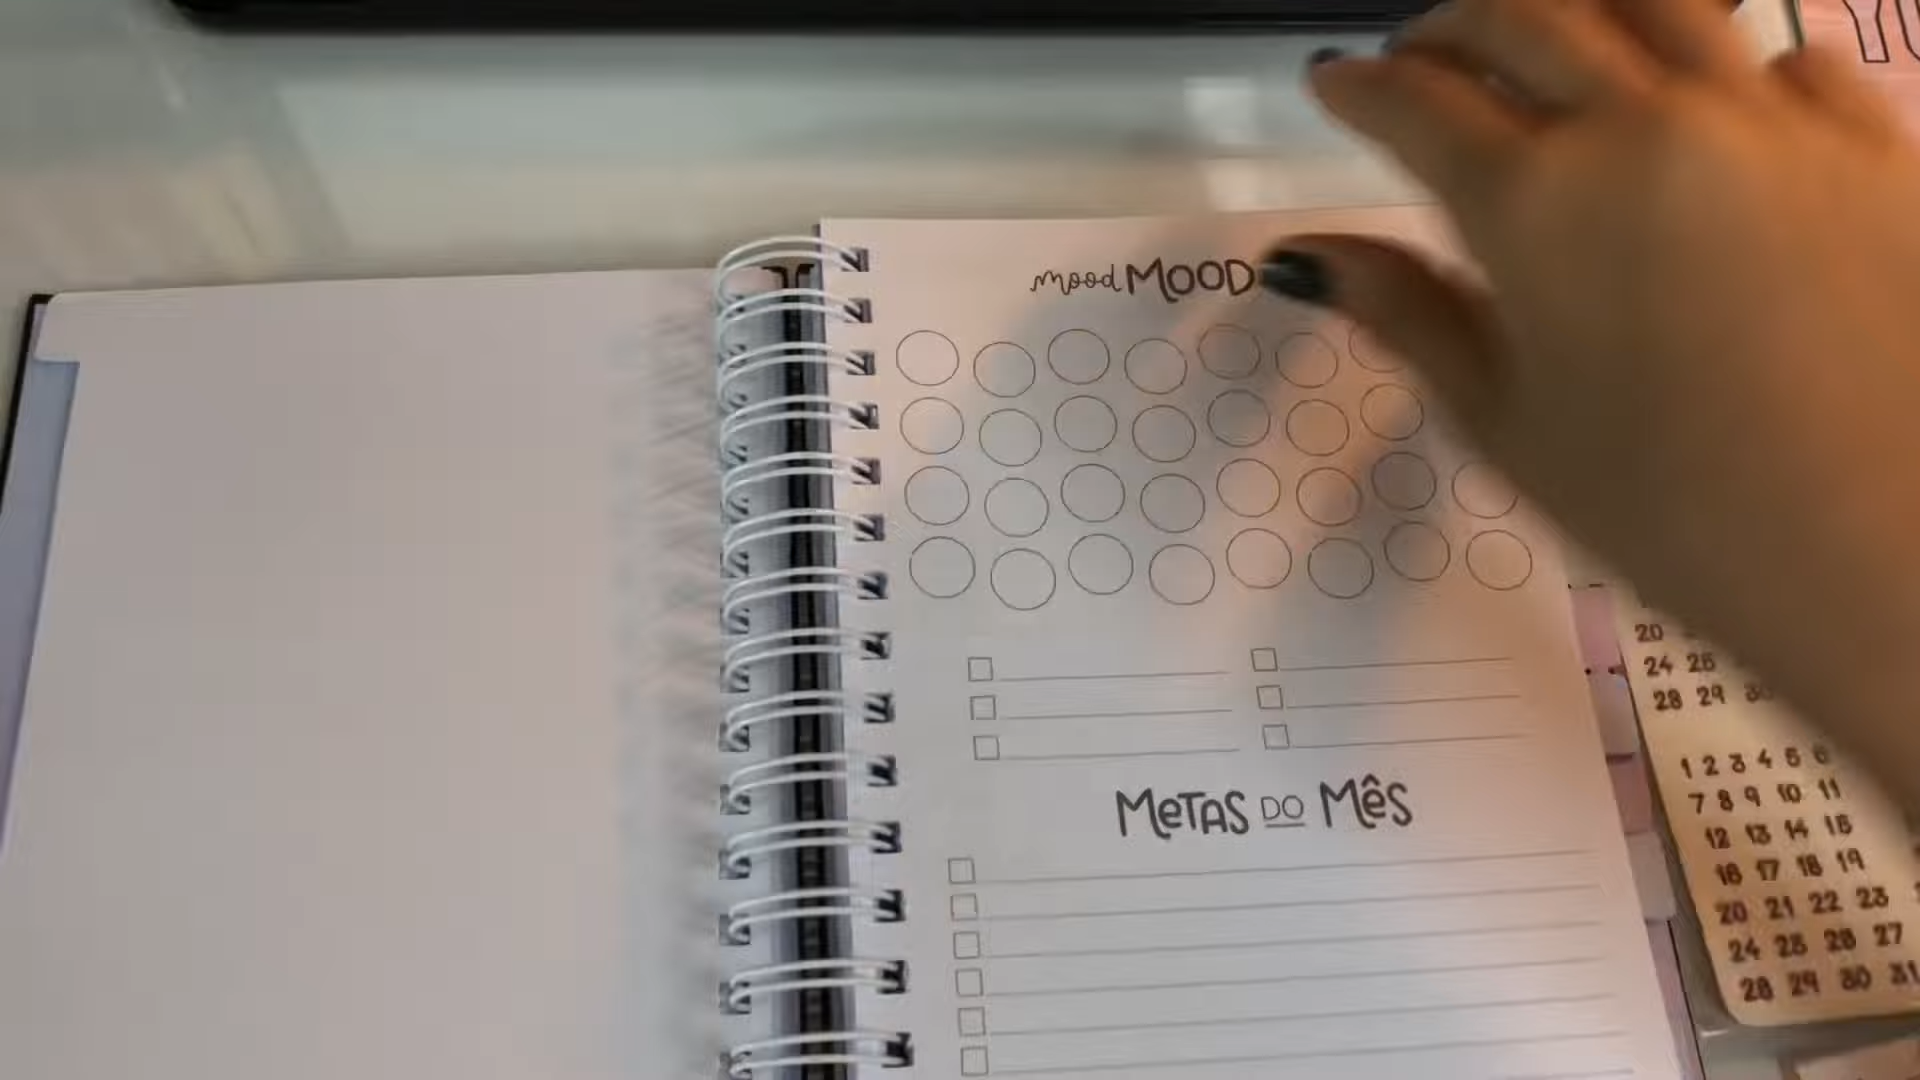 mood MOOD
METAS DO MÊS
20
24 25
28 29 30
1 2 3 4 5 6
7 8 9 10 11
12 13 14 15
16 17 18 19
20 21 22 23
24 25 26 27
28 29 30 31